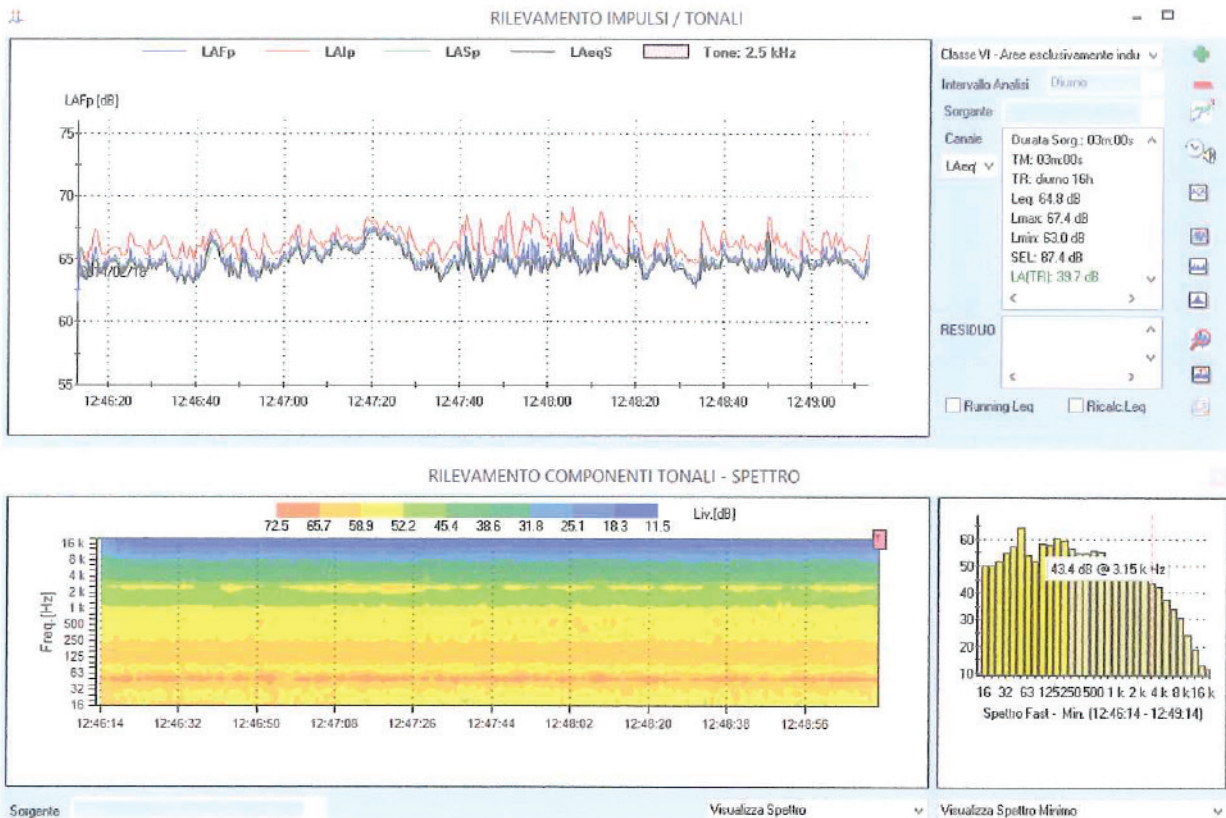 RILEVAMENTO IMPULSI / TONALI
LAFp LAIp LASp LAeqS Tone: 2.5 kHz
LAFp [dB]
75
70
65
60
55
12:46:20 12:46:40 12:47:00 12:47:20 12:47:40 12:48:00 12:48:20 12:48:40 12:49:00
Classe VI - Aree esclusivamente indu
Intervallo Analisi Diurno
Sorgente
Canale
LAeq
Durata Sorg.: 03m:00s
TM: 03m:00s
TR: diurno 16h
Leq: 64.8 dB
Lmax: 67.4 dB
Lmin: 63.0 dB
SEL: 87.4 dB
LA(TR): 39.7 dB
RESIDUO
Running Leq Ricalc.Leq
RILEVAMENTO COMPONENTI TONALI - SPETTRO
72.5 65.7 58.9 52.2 45.4 38.6 31.8 25.1 18.3 11.5
Liv.[dB]
Freq.[Hz]
16 k
8 k
4 k
2 k
1 k
500
250
125
63
32
16
12:46:14 12:46:32 12:46:50 12:47:08 12:47:26 12:47:44 12:48:02 12:48:20 12:48:38 12:48:56
60
50
40
30
20
10
43.4 dB @ 3.15 k Hz
16 32 63 125 250 500 1 k 2 k 4 k 8 k 16 k
Spettro Fast - Min. (12:46:14 - 12:49:14)
Sorgente
Visualizza Spettro
Visualizza Spettro Minimo